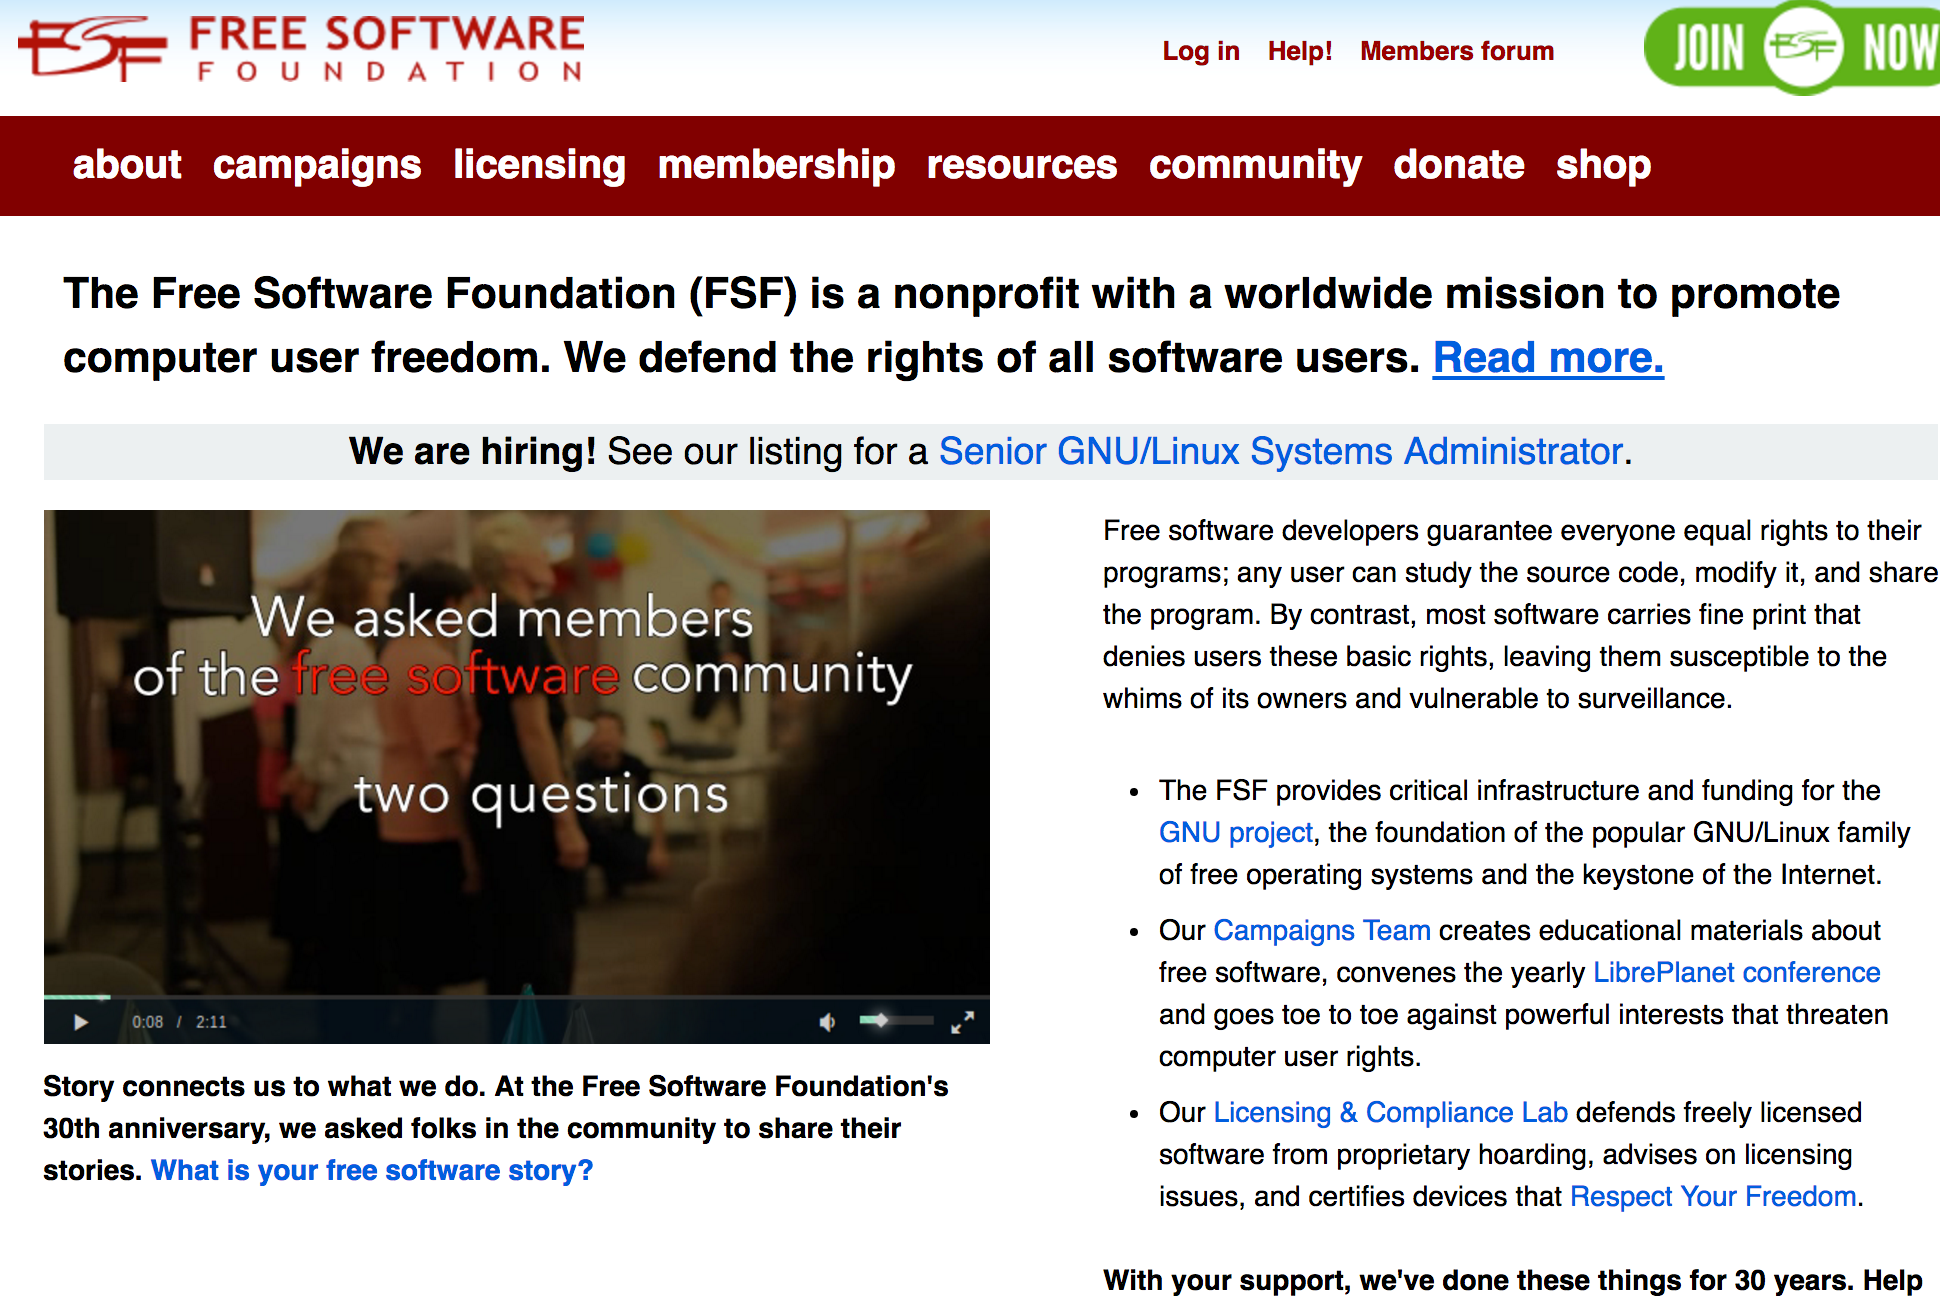 FSF FREE SOFTWARE
FOUNDATION
Log in Help! Members forum
JOIN FSF NOW
about campaigns licensing membership resources community donate shop
The Free Software Foundation (FSF) is a nonprofit with a worldwide mission to promote
computer user freedom. We defend the rights of all software users. Read more.
We are hiring! See our listing for a Senior GNU/Linux Systems Administrator.
We asked members
of the free software community
two questions
0:08 / 2:11
Story connects us to what we do. At the Free Software Foundation's
30th anniversary, we asked folks in the community to share their
stories. What is your free software story?
Free software developers guarantee everyone equal rights to their
programs; any user can study the source code, modify it, and share
the program. By contrast, most software carries fine print that
denies users these basic rights, leaving them susceptible to the
whims of its owners and vulnerable to surveillance.
• The FSF provides critical infrastructure and funding for the
GNU project, the foundation of the popular GNU/Linux family
of free operating systems and the keystone of the Internet.
• Our Campaigns Team creates educational materials about
free software, convenes the yearly LibrePlanet conference
and goes toe to toe against powerful interests that threaten
computer user rights.
• Our Licensing & Compliance Lab defends freely licensed
software from proprietary hoarding, advises on licensing
issues, and certifies devices that Respect Your Freedom.
With your support, we've done these things for 30 years. Help